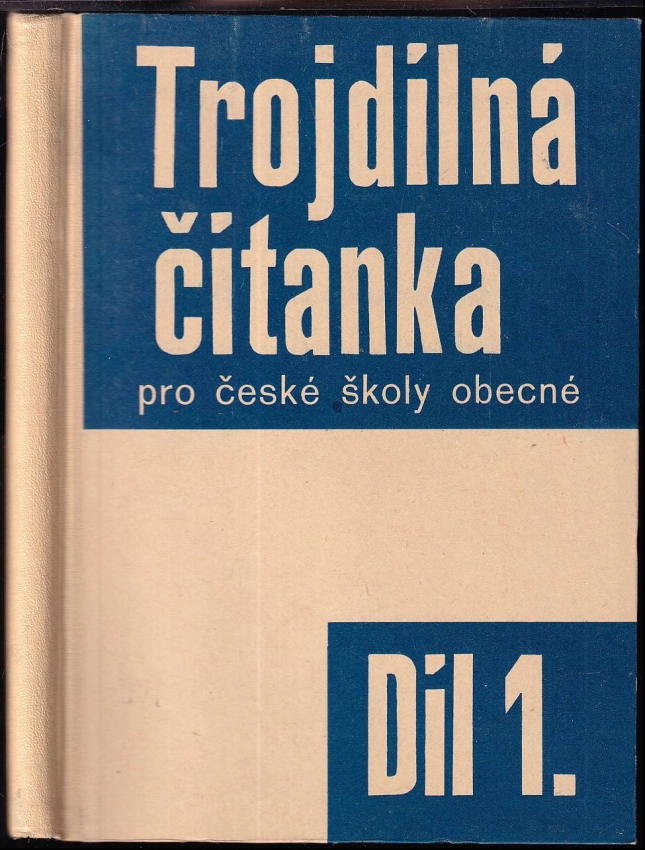 Trojdílná
čítanka
pro české školy obecné
Díl 1.